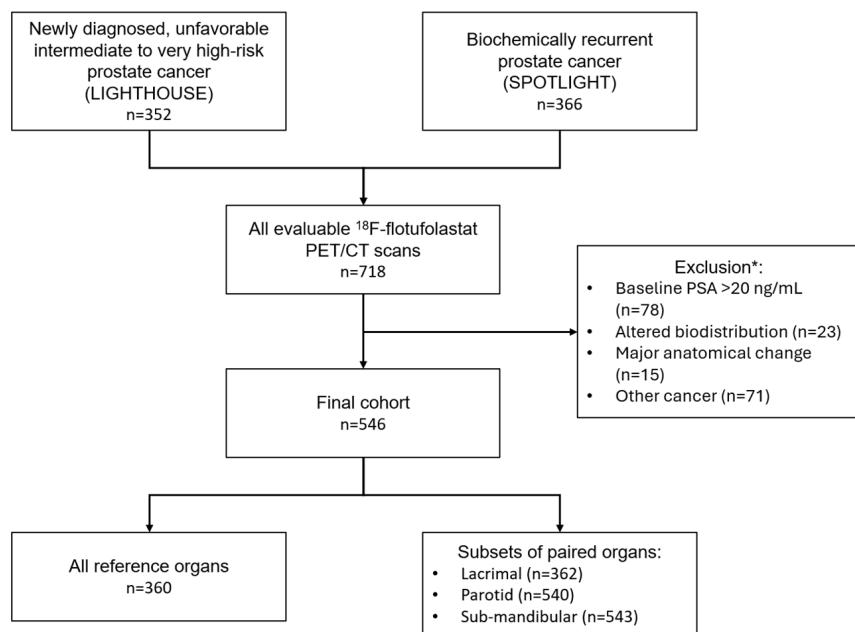 Newly diagnosed, unfavorable
intermediate to very high-risk
prostate cancer
(LIGHTHOUSE)
n=352
Biochemically recurrent
prostate cancer
(SPOTLIGHT)
n=366
All evaluable ¹⁸F-flotufolastat
PET/CT scans
n=718
Exclusion*:
• Baseline PSA >20 ng/mL
(n=78)
• Altered biodistribution (n=23)
• Major anatomical change
(n=15)
• Other cancer (n=71)
Final cohort
n=546
All reference organs
n=360
Subsets of paired organs:
• Lacrimal (n=362)
• Parotid (n=540)
• Sub-mandibular (n=543)